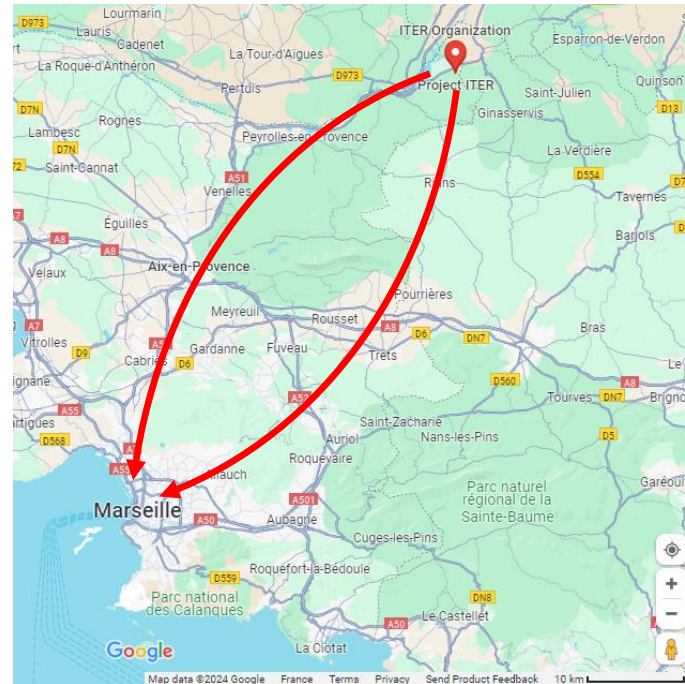 Lourmarin
D973
Lauris
Cadenet
ITER Organization
Esparron-de-Verdon
La Tour-d'Aigues
La Roque-d'Anthéron
D973
Project ITER
Quinson
Pertuis
Saint-Julien
D7N
Rognes
Ginasservis
D13
Lambesc
Peyrolles-en-Provence
D7N
La Verdière
Saint-Cannat
A51
D554
Venelles
Rians
Tavernes
Éguilles
A8
A8
Barjols
Velaux
Aix-en-Provence
Pourrières
A7
Meyreuil
Rousset
A8
D6
Bras
Vitrolles
DN7
D9
Cabriès
D6
Gardanne
Fuveau
Trets
A8
D560
A55
A52
Tourves
DN7
Saint-Zacharie
D568
Auriol
Nans-les-Pins
D5
Roquevaire
Allauch
Parc naturel
régional de la
Sainte-Baume
Marseille
A501
A50
Aubagne
Cuges-les-Pins
D559
Roquefort-la-Bédoule
Parc national
des Calanques
DN8
A50
Le Castellet
Google
La Ciotat
Map data ©2024 Google France Terms Privacy Send Product Feedback 10 km